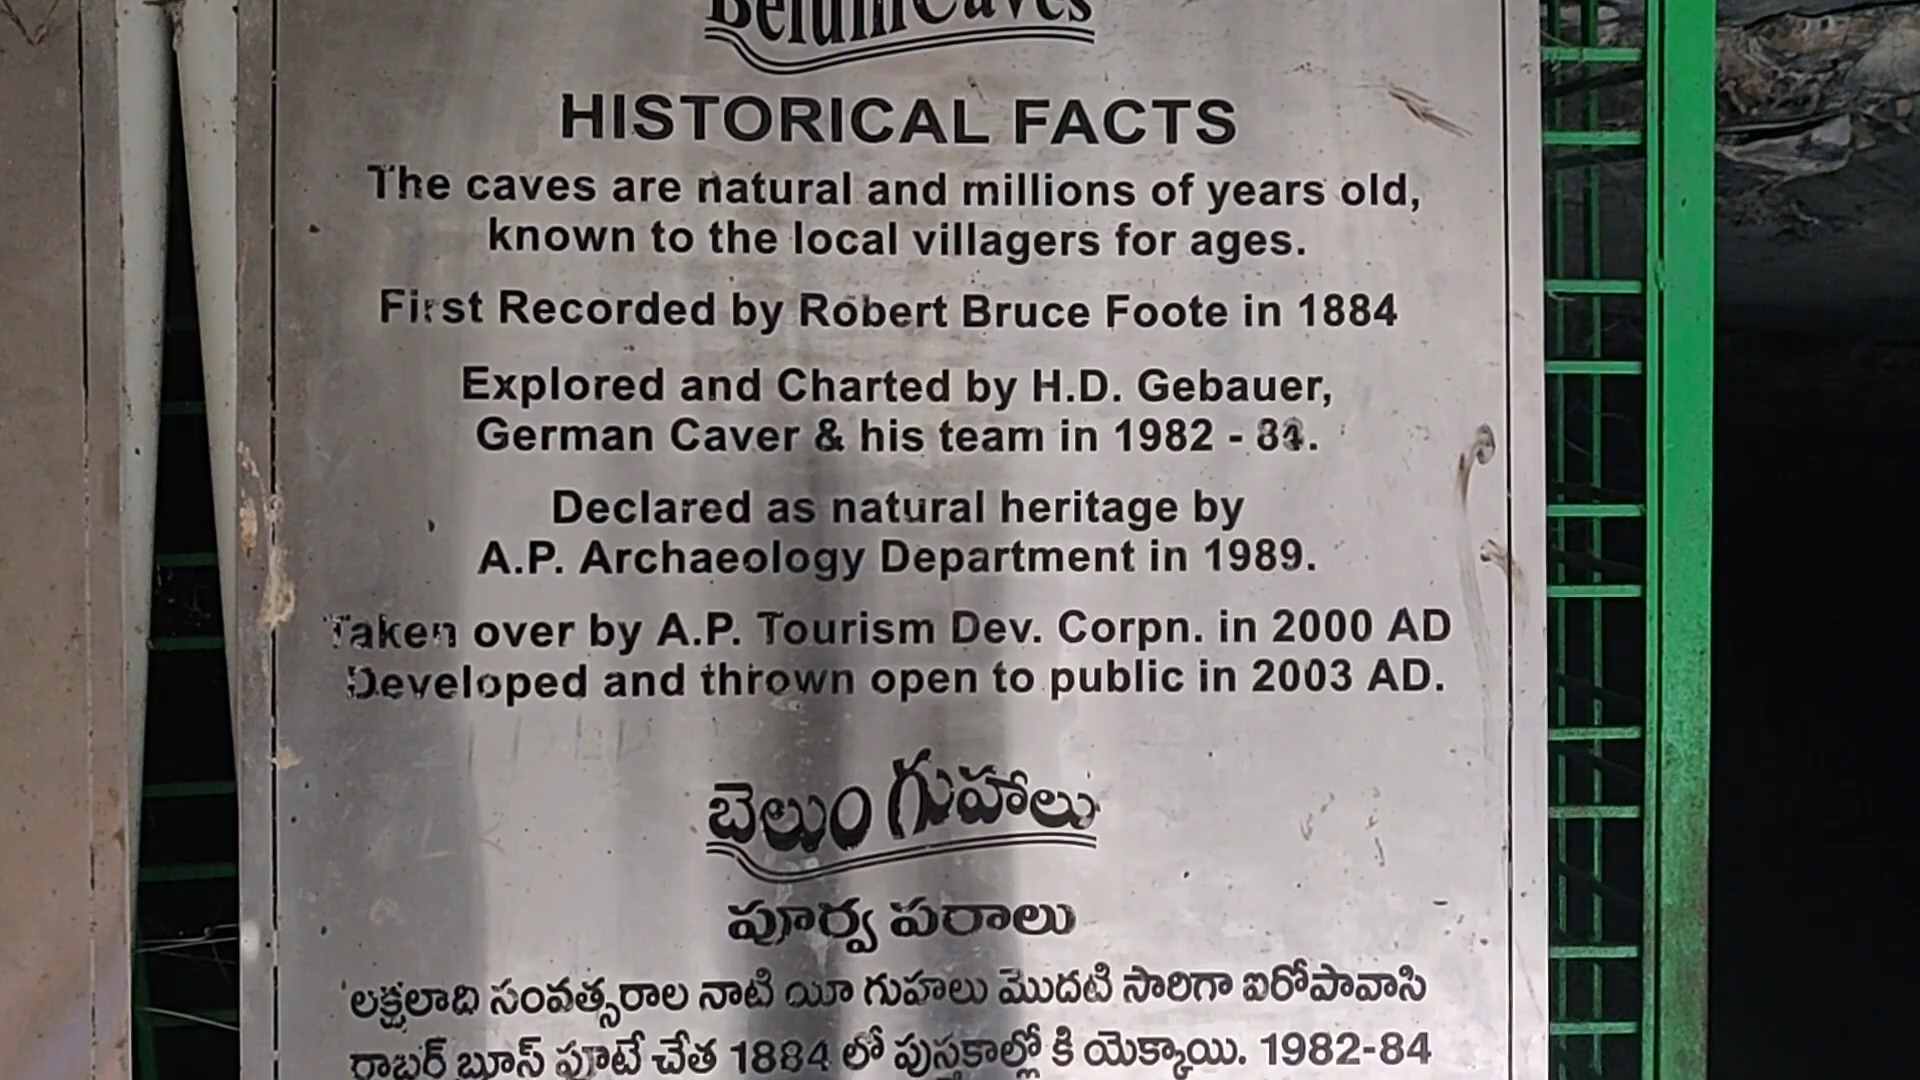 Belum Caves
HISTORICAL FACTS
The caves are natural and millions of years old,
known to the local villagers for ages.
First Recorded by Robert Bruce Foote in 1884
Explored and Charted by H.D. Gebauer,
German Caver & his team in 1982 - 84.
Declared as natural heritage by
A.P. Archaeology Department in 1989.
Taken over by A.P. Tourism Dev. Corpn. in 2000 AD
Developed and thrown open to public in 2003 AD.
బెలుం గుహాలు
పూర్వ పరాలు
లక్షలాది సంవత్సరాల నాటి యీ గుహలు మొదటి సారిగా ఐరోపావాసి
రాబర్ట్ బ్రూస్ ఫూటే చేత 1884 లో పుస్తకాల్లో కి యెక్కాయి. 1982-84